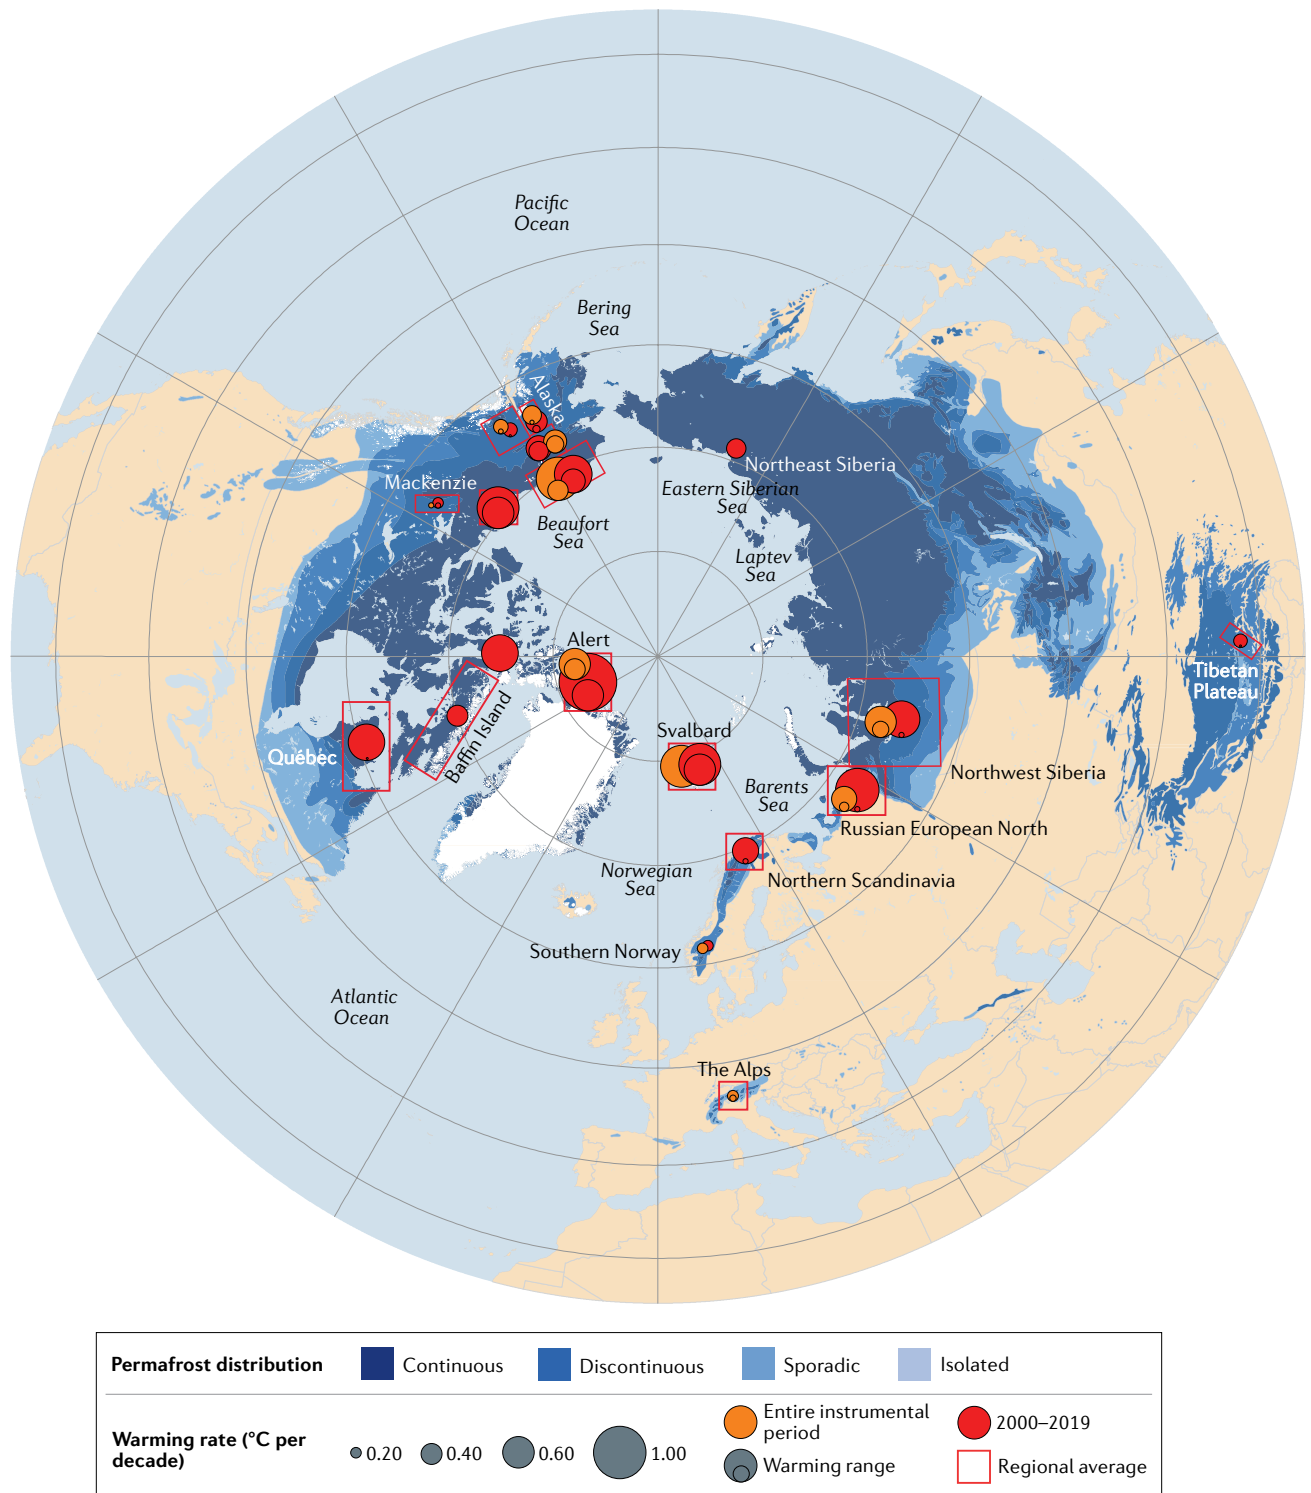 Pacific
Ocean
Bering
Sea
Alaska
Mackenzie
Northeast Siberia
Eastern Siberian
Sea
Beaufort
Sea
Laptev
Sea
Alert
Tibetan
Plateau
Baffin Island
Svalbard
Québec
Northwest Siberia
Barents
Sea
Russian European North
Norwegian
Sea
Northern Scandinavia
Southern Norway
Atlantic
Ocean
The Alps
Permafrost distribution
Continuous
Discontinuous
Sporadic
Isolated
Warming rate (°C per
decade)
0.20
0.40
0.60
1.00
Entire instrumental
period
2000–2019
Warming range
Regional average